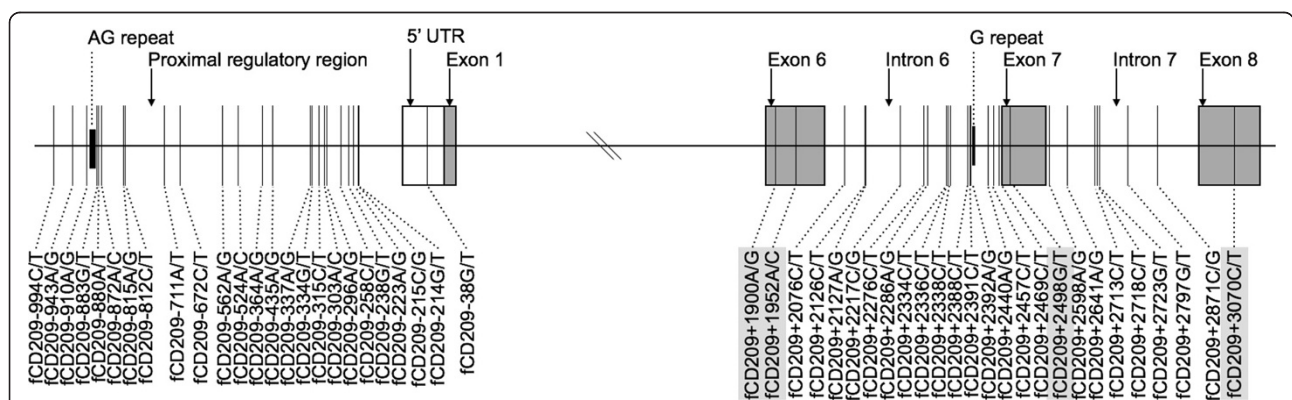 AG repeat
Proximal regulatory region
5′ UTR
Exon 1
Exon 6
Intron 6
G repeat
Exon 7
Intron 7
Exon 8
fCD209-994C/T
fCD209-943A/G
fCD209-910A/G
fCD209-883G/T
fCD209-880A/T
fCD209-872A/C
fCD209-815A/G
fCD209-812C/T
fCD209-711A/T
fCD209-672C/T
fCD209-562A/G
fCD209-524A/C
fCD209-364A/G
fCD209-435A/G
fCD209-337A/G
fCD209-334G/T
fCD209-315C/T
fCD209-303A/C
fCD209-296A/G
fCD209-258C/T
fCD209-238G/T
fCD209-223A/G
fCD209-215C/G
fCD209-214G/T
fCD209-38G/T
fCD209+1900A/G
fCD209+1952A/C
fCD209+2076C/T
fCD209+2126C/T
fCD209+2127A/G
fCD209+2217C/G
fCD209+2276C/T
fCD209+2286A/G
fCD209+2334C/T
fCD209+2336C/T
fCD209+2338C/T
fCD209+2388C/T
fCD209+2391C/T
fCD209+2392A/G
fCD209+2440A/G
fCD209+2457C/T
fCD209+2469C/T
fCD209+2498G/T
fCD209+2598A/G
fCD209+2641A/G
fCD209+2713C/T
fCD209+2718C/T
fCD209+2723G/T
fCD209+2797G/T
fCD209+2871C/G
fCD209+3070C/T